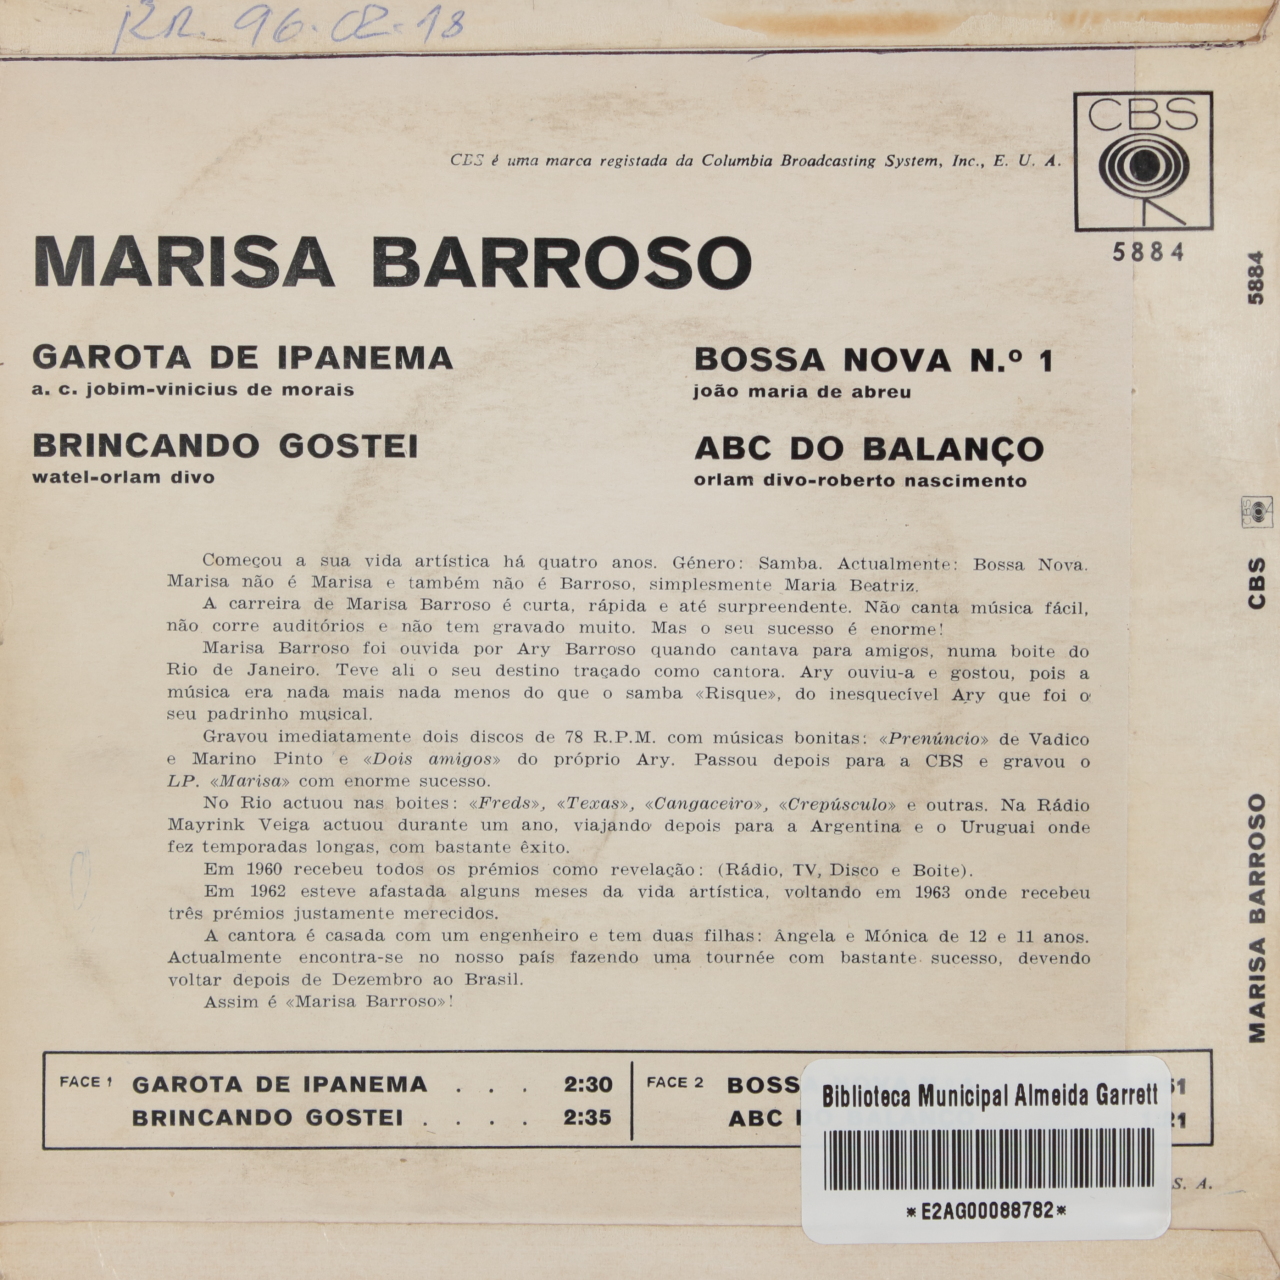 RR. 96.02.18
CBS
CBS é uma marca registada da Columbia Broadcasting System, Inc., E. U. A.
5884
MARISA BARROSO
GAROTA DE IPANEMA
a. c. jobim-vinicius de morais
BRINCANDO GOSTEI
watel-orlam divo
BOSSA NOVA N.º 1
joão maria de abreu
ABC DO BALANÇO
orlam divo-roberto nascimento
Começou a sua vida artística há quatro anos. Género: Samba. Actualmente: Bossa Nova.
Marisa não é Marisa e também não é Barroso, simplesmente Maria Beatriz.
A carreira de Marisa Barroso é curta, rápida e até surpreendente. Não canta música fácil,
não corre auditórios e não tem gravado muito. Mas o seu sucesso é enorme!
Marisa Barroso foi ouvida por Ary Barroso quando cantava para amigos, numa boite do
Rio de Janeiro. Teve ali o seu destino traçado como cantora. Ary ouviu-a e gostou, pois a
música era nada mais nada menos do que o samba «Risque», do inesquecível Ary que foi o
seu padrinho musical.
Gravou imediatamente dois discos de 78 R.P.M. com músicas bonitas: «Prenúncio» de Vadico
e Marino Pinto e «Dois amigos» do próprio Ary. Passou depois para a CBS e gravou o
LP. «Marisa» com enorme sucesso.
No Rio actuou nas boites: «Freds», «Texas», «Cangaceiro», «Crepúsculo» e outras. Na Rádio
Mayrink Veiga actuou durante um ano, viajando depois para a Argentina e o Uruguai onde
fez temporadas longas, com bastante êxito.
Em 1960 recebeu todos os prémios como revelação: (Rádio, TV, Disco e Boite).
Em 1962 esteve afastada alguns meses da vida artística, voltando em 1963 onde recebeu
três prémios justamente merecidos.
A cantora é casada com um engenheiro e tem duas filhas: Ângela e Mónica de 12 e 11 anos.
Actualmente encontra-se no nosso país fazendo uma tournée com bastante sucesso, devendo
voltar depois de Dezembro ao Brasil.
Assim é «Marisa Barroso»!
FACE 1 GAROTA DE IPANEMA . . . 2:30
BRINCANDO GOSTEI . . . . 2:35
FACE 2 BOSS
ABC
Biblioteca Municipal Almeida Garrett
*E2AG00088782*
S. A.
5884
CBS
CBS
MARISA BARROSO